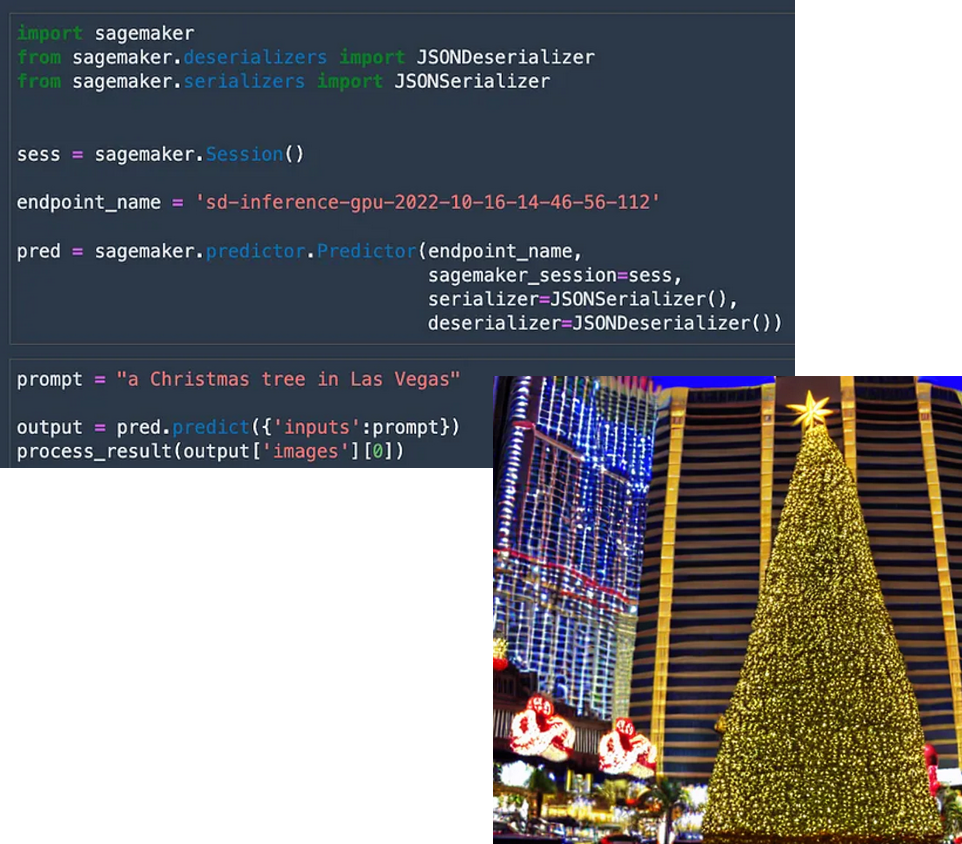 import sagemaker
from sagemaker.deserializers import JSONDeserializer
from sagemaker.serializers import JSONSerializer
sess = sagemaker.Session()
endpoint_name = 'sd-inference-gpu-2022-10-16-14-46-56-112'
pred = sagemaker.predictor.Predictor(endpoint_name,
sagemaker_session=sess,
serializer=JSONSerializer(),
deserializer=JSONDeserializer())
prompt = "a Christmas tree in Las Vegas"
output = pred.predict({'inputs':prompt})
process_result(output['images'][0])